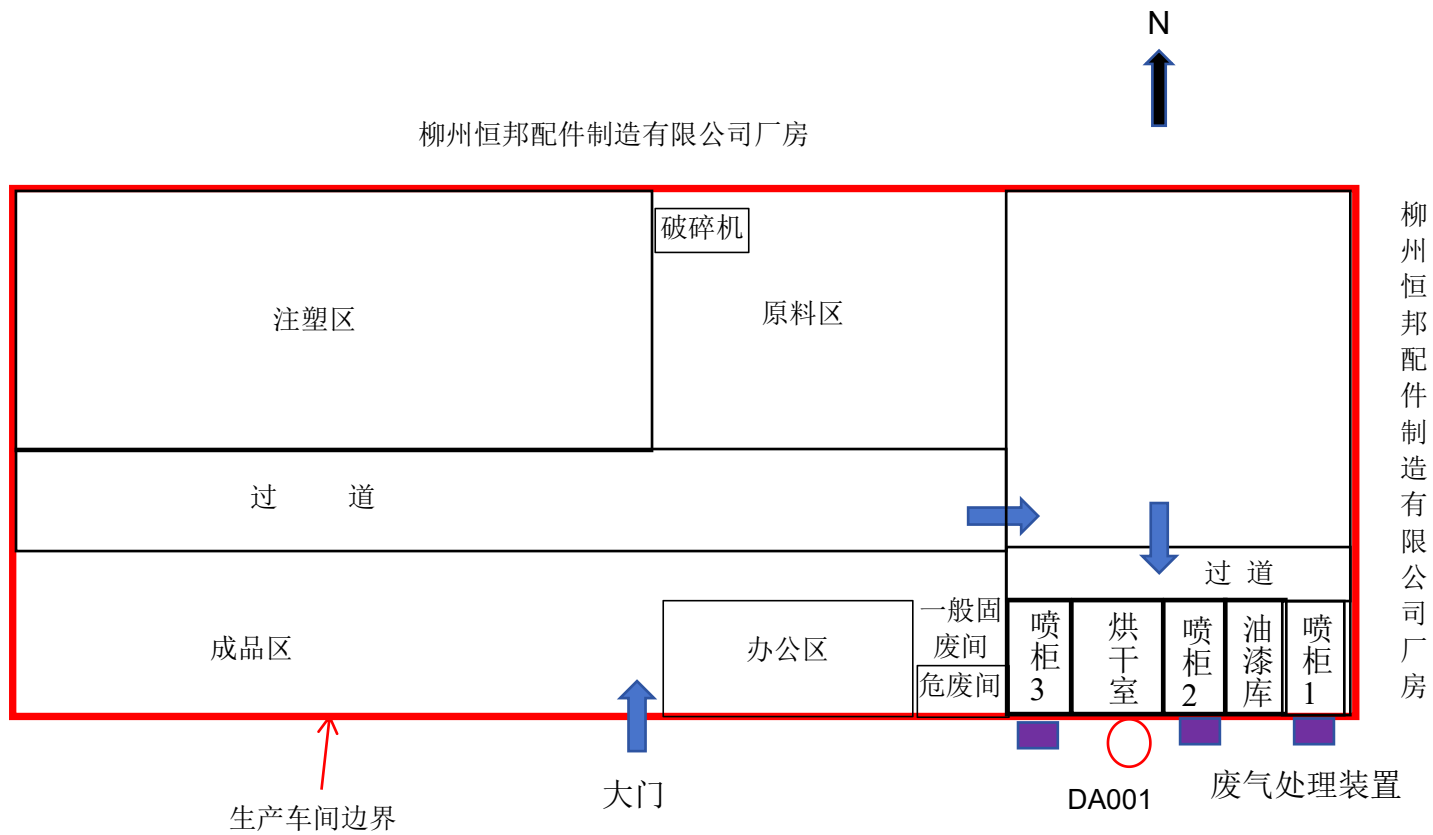 N
柳州恒邦配件制造有限公司厂房
柳州恒邦配件制造有限公司厂房
破碎机
注塑区
原料区
过 道
过 道
成品区
办公区
一般固
废间
危废间
喷柜3
烘干室
喷柜2
油漆库
喷柜1
大门
DA001
废气处理装置
生产车间边界